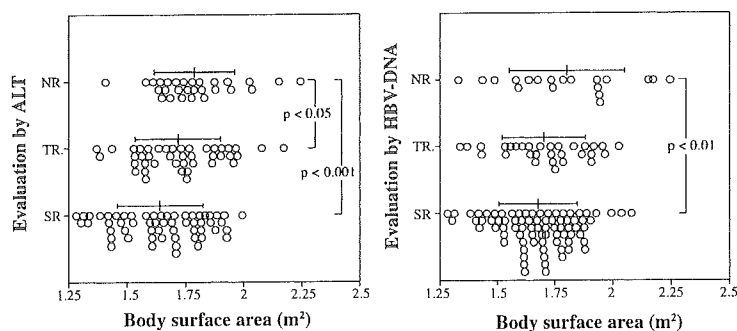 Evaluation by ALT
NR
TR.
SR
p < 0.05
p < 0.001
1.25 1.5 1.75 2 2.25 2.5
Body surface area (m²)
Evaluation by HBV-DNA
NR
TR.
SR
p < 0.01
1.25 1.5 1.75 2 2.25 2.5
Body surface area (m²)